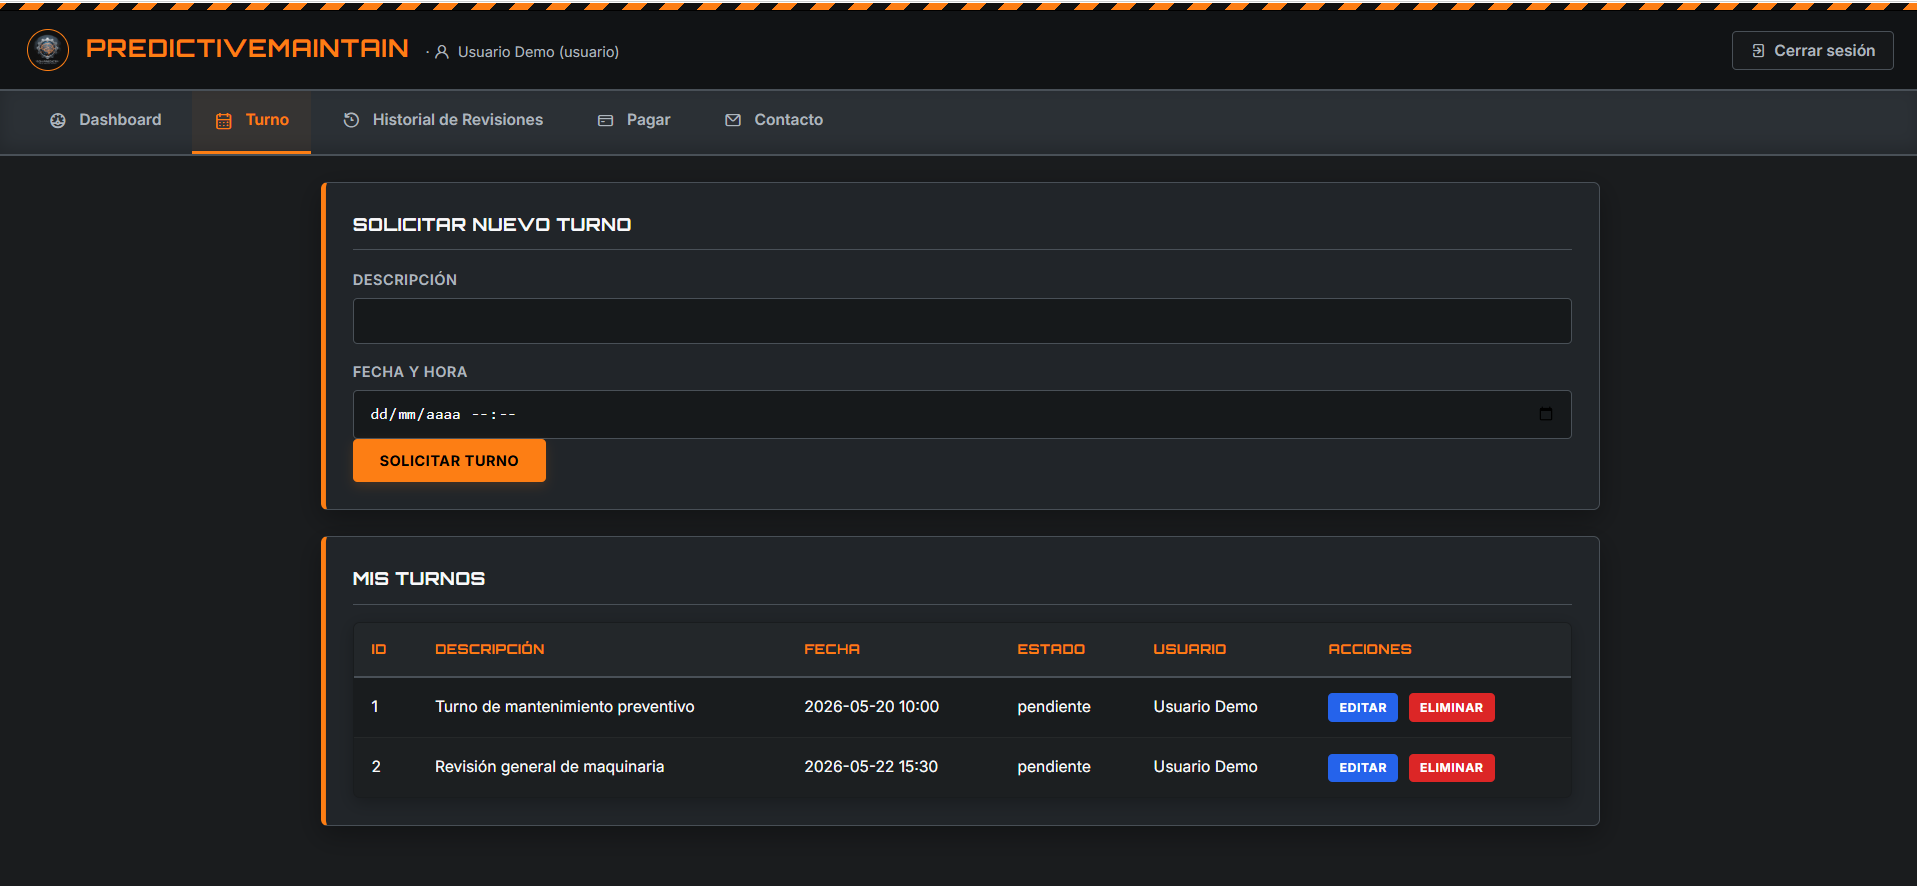 PREDICTIVEMAINTAIN · Usuario Demo (usuario) Cerrar sesión
Dashboard Turno Historial de Revisiones Pagar Contacto
SOLICITAR NUEVO TURNO
DESCRIPCIÓN
FECHA Y HORA
dd/mm/aaaa --:--
SOLICITAR TURNO
MIS TURNOS
ID DESCRIPCIÓN FECHA ESTADO USUARIO ACCIONES
1 Turno de mantenimiento preventivo 2026-05-20 10:00 pendiente Usuario Demo EDITAR ELIMINAR
2 Revisión general de maquinaria 2026-05-22 15:30 pendiente Usuario Demo EDITAR ELIMINAR